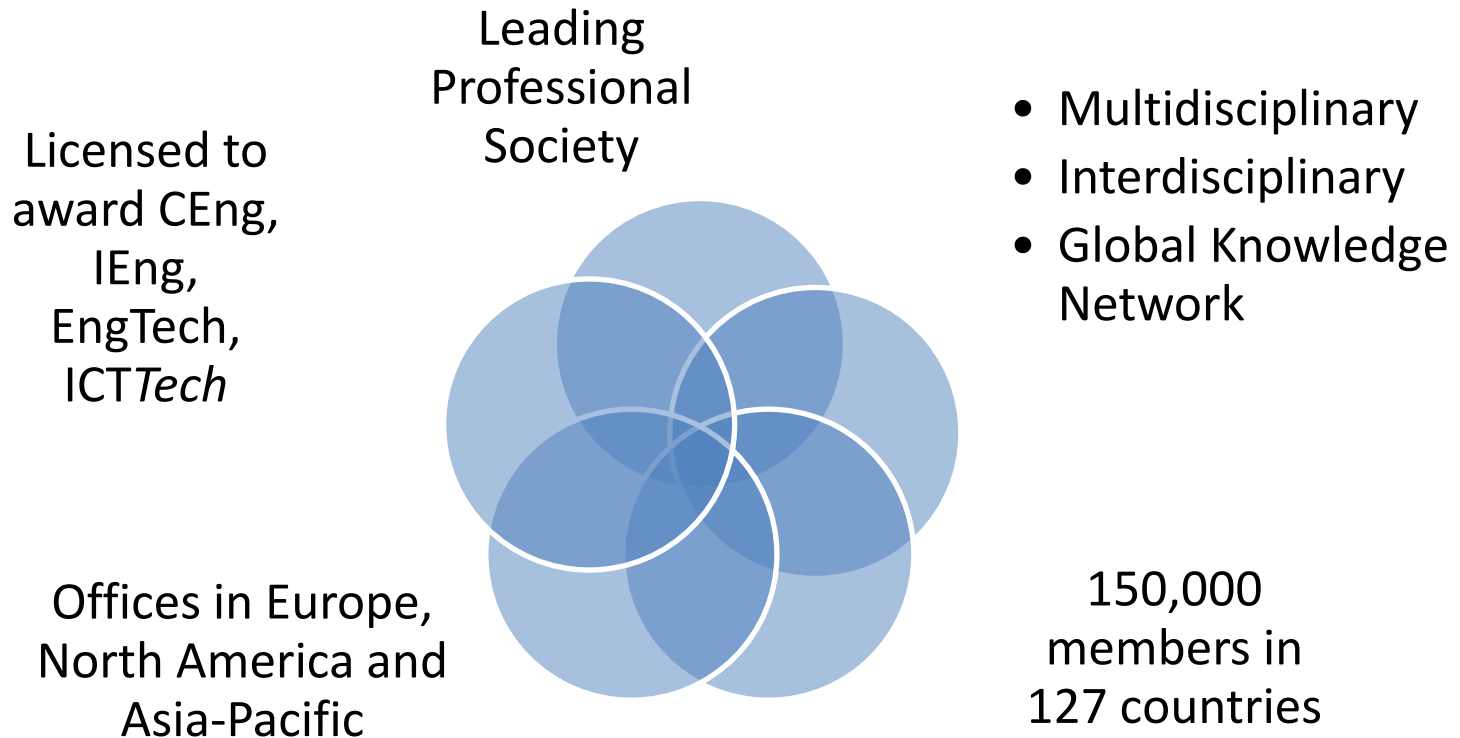 Leading
Professional
Society
• Multidisciplinary
• Interdisciplinary
• Global Knowledge
Network
150,000
members in
127 countries
Offices in Europe,
North America and
Asia-Pacific
Licensed to
award CEng,
IEng,
EngTech,
ICTTech